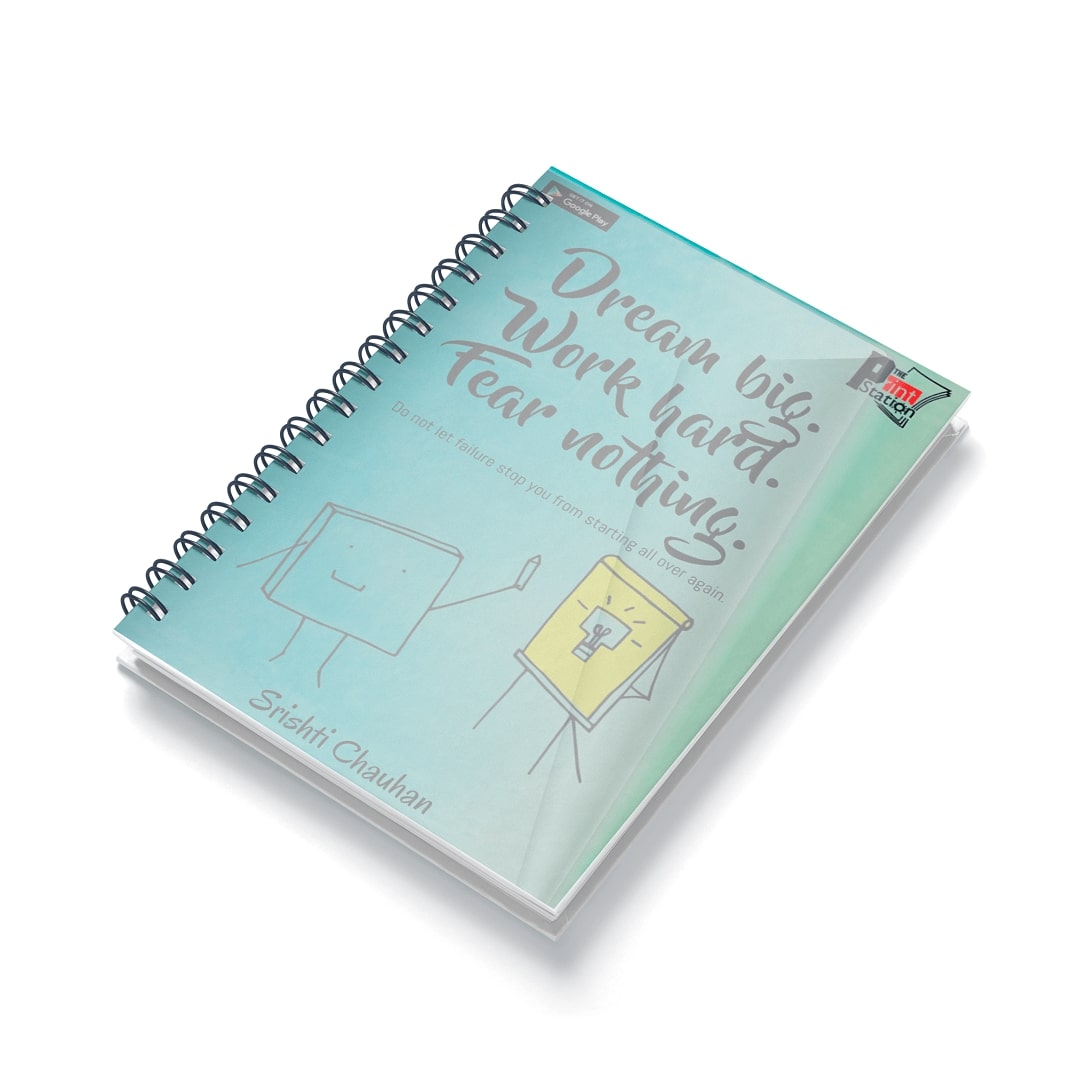 GET IT ON
Google Play
Dream big.
Work hard.
Fear nothing.
THE
Print
Station
Do not let failure stop you from starting all over again.
Srishti Chauhan